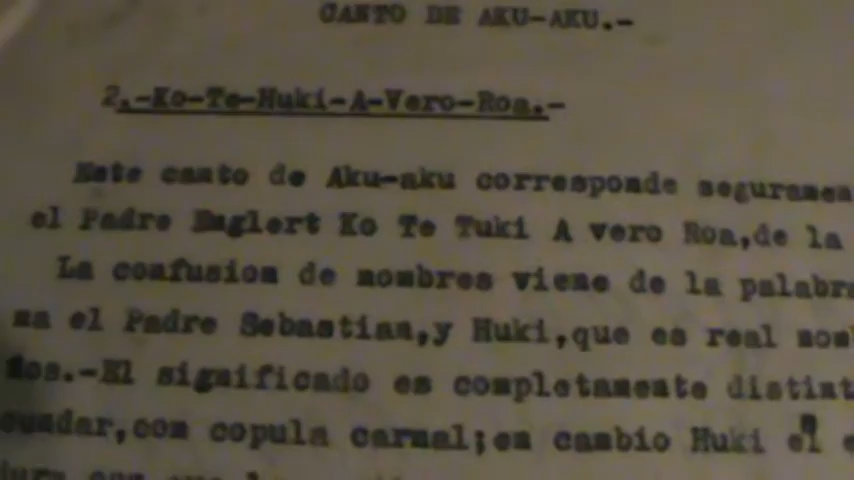 CANTO DE AKU-AKU.-
2.-Ko-Te-Huki-A-Vero-Roa.-
Este canto de Aku-aku corresponde seguramen
el Padre Englert Ko Te Tuki A vero Roa,de la
La confusion de nombres viene de la palabra
na el Padre Sebastian,y Huki,que es real nom
ños.-El significado es completamente distint
cundar,con copula carnal;en cambio Huki el e